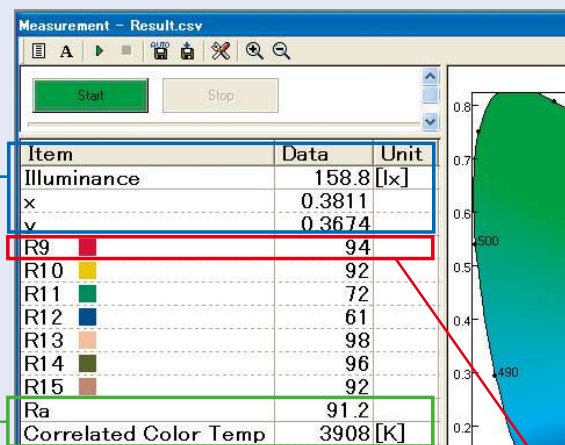 Measurement - Result.csv
A
AUTO
Start Stop
Item Data Unit
Illuminance 158.8 [lx]
x 0.3811
y 0.3674
R9 94
R10 92
R11 72
R12 61
R13 98
R14 96
R15 92
Ra 91.2
Correlated Color Temp 3908 [K]
0.8
0.7
0.6
500
0.5
0.4
0.3
490
0.2